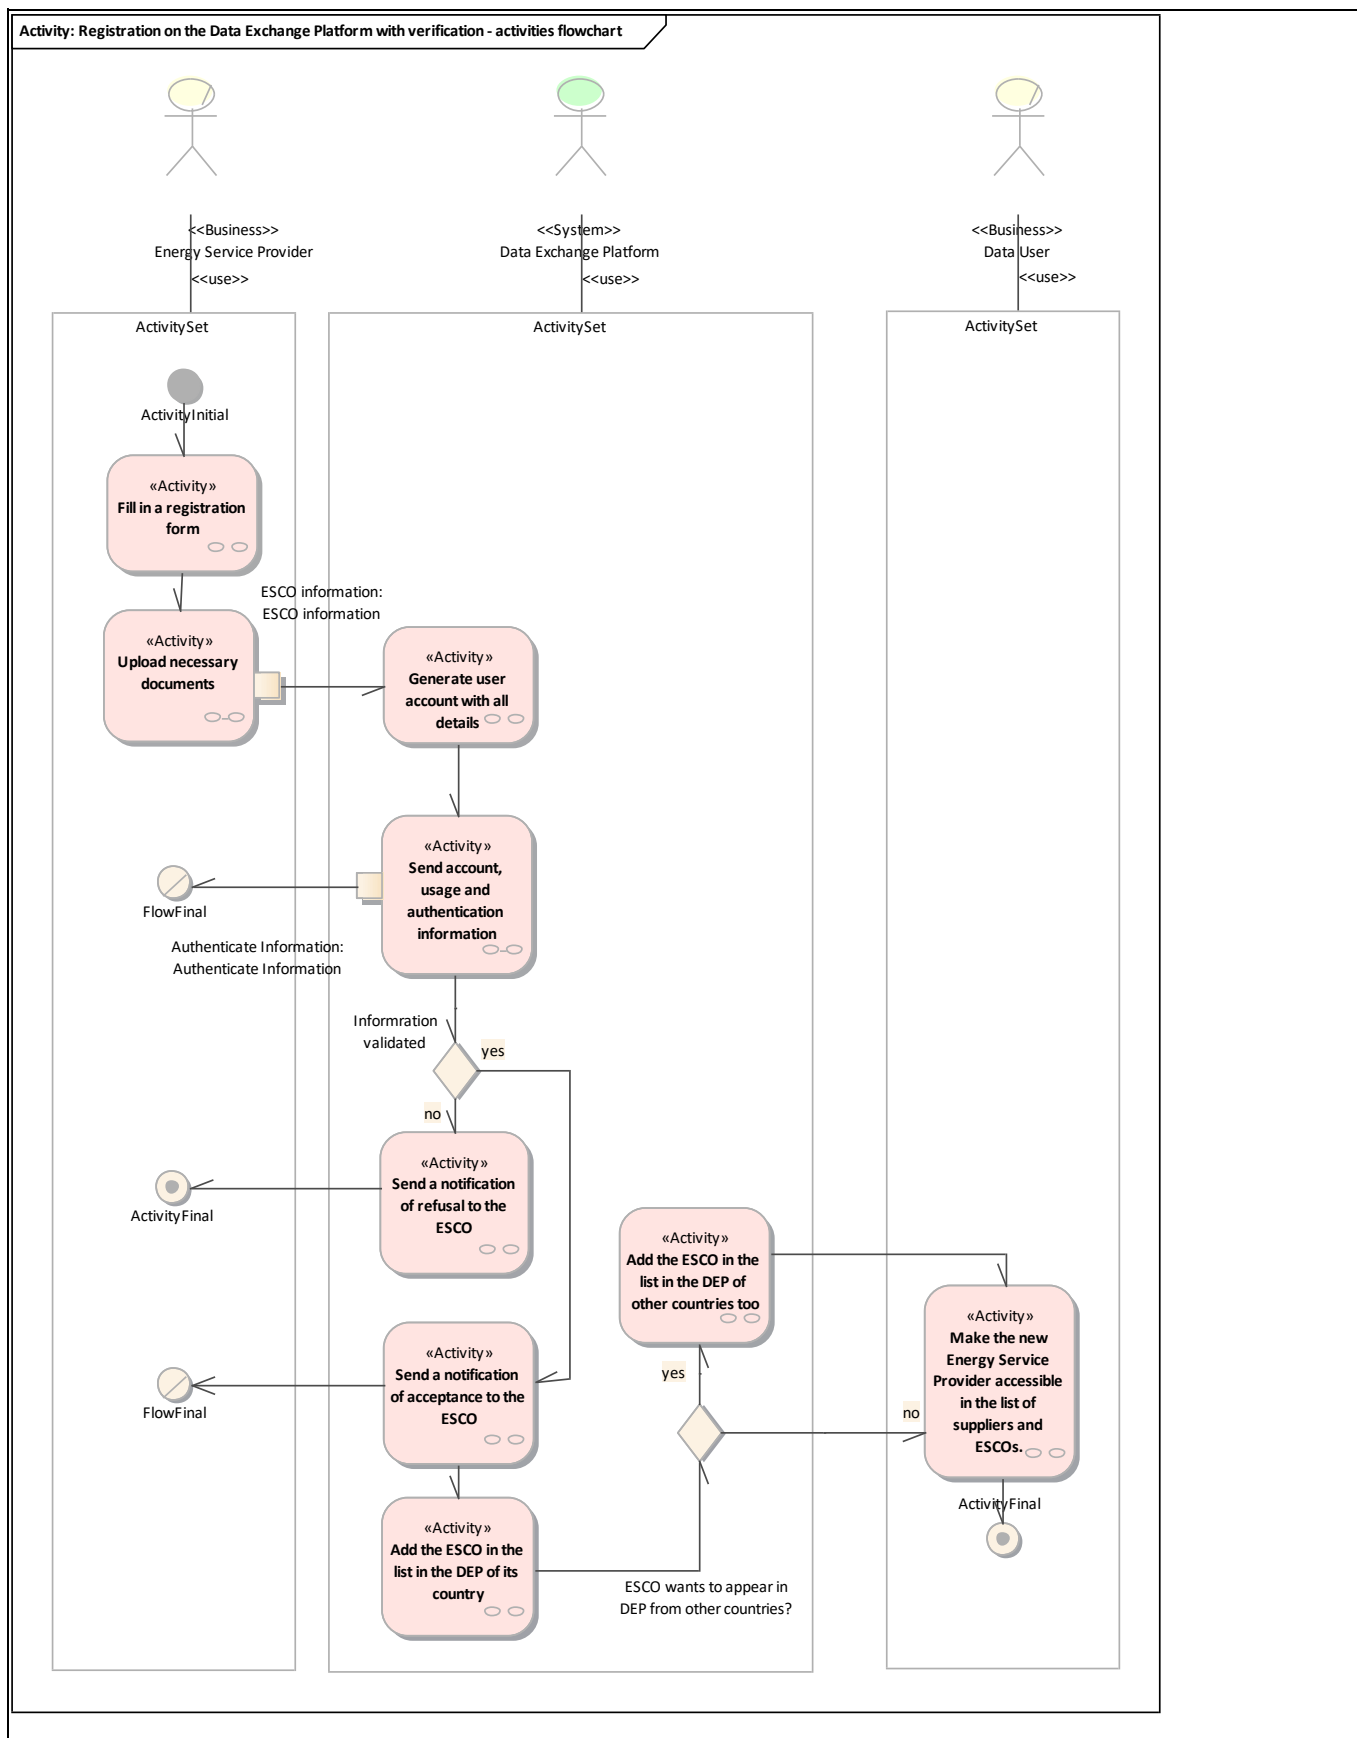 Activity: Registration on the Data Exchange Platform with verification - activities flowchart
<<Business>>
Energy Service Provider
<<use>>
<<System>>
Data Exchange Platform
<<use>>
<<Business>>
Data User
<<use>>
ActivitySet
ActivitySet
ActivitySet
ActivityInitial
«Activity»
Fill in a registration
form
ESCO information:
ESCO information
«Activity»
Upload necessary
documents
«Activity»
Generate user
account with all
details
«Activity»
Send account,
usage and
authentication
information
FlowFinal
Authenticate Information:
Authenticate Information
Informration
validated
yes
no
«Activity»
Send a notification
of refusal to the
ESCO
ActivityFinal
«Activity»
Add the ESCO in the
list in the DEP of
other countries too
«Activity»
Make the new
Energy Service
Provider accessible
in the list of
suppliers and
ESCOs.
«Activity»
Send a notification
of acceptance to the
ESCO
yes
no
FlowFinal
ActivityFinal
«Activity»
Add the ESCO in the
list in the DEP of its
country
ESCO wants to appear in
DEP from other countries?